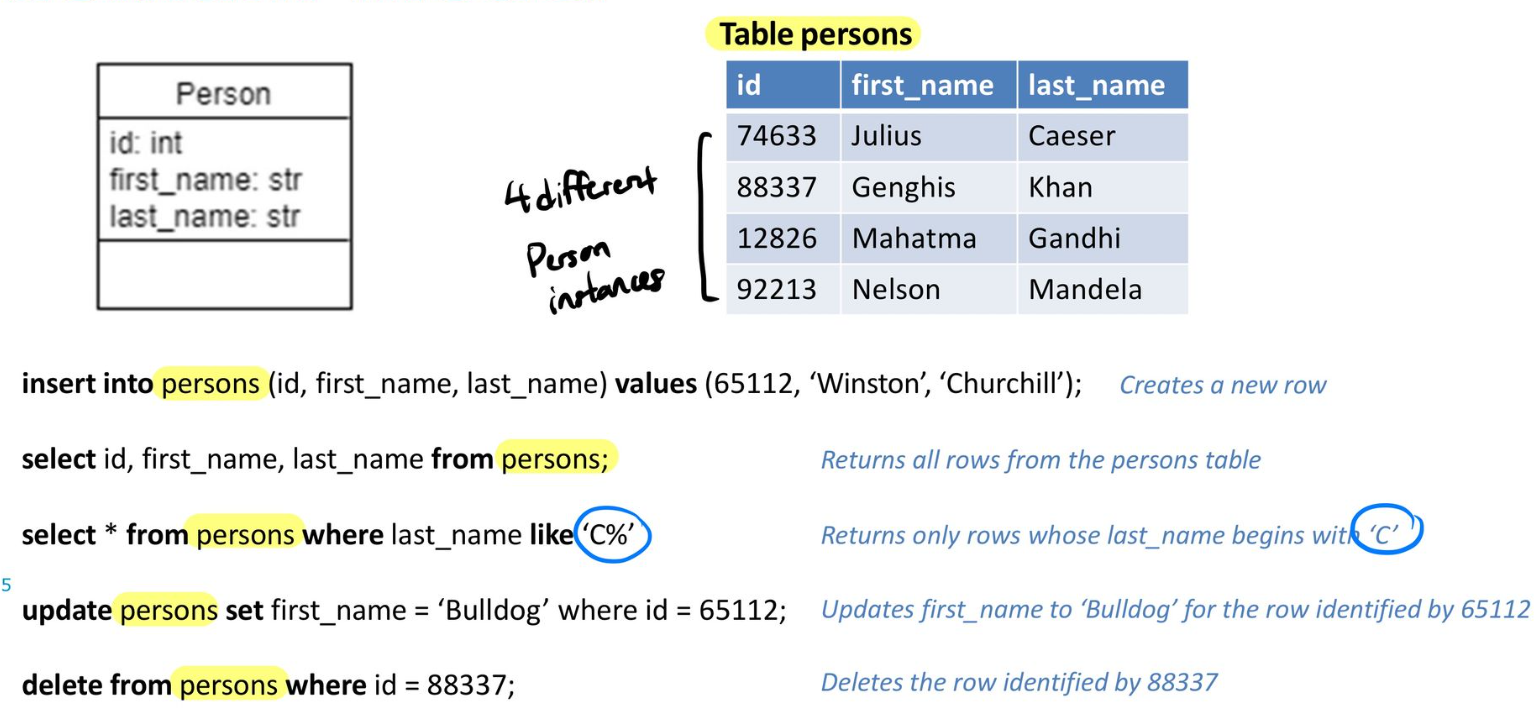 Table persons
Person
id: int
first_name: str
last_name: str
id first_name last_name
74633 Julius Caeser
88337 Genghis Khan
12826 Mahatma Gandhi
92213 Nelson Mandela
4 different
Person
instances
insert into persons (id, first_name, last_name) values (65112, ‘Winston’, ‘Churchill’); Creates a new row
select id, first_name, last_name from persons; Returns all rows from the persons table
select * from persons where last_name like ‘C%’ Returns only rows whose last_name begins with ‘C’
5
update persons set first_name = ‘Bulldog’ where id = 65112; Updates first_name to ‘Bulldog’ for the row identified by 65112
delete from persons where id = 88337; Deletes the row identified by 88337